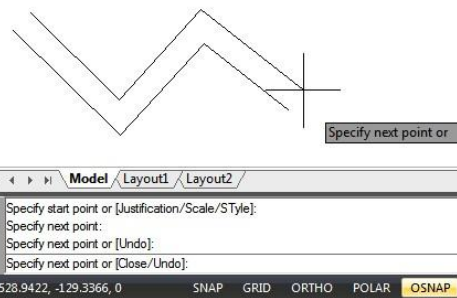 Specify next point or
Model Layout1 Layout2
Specify start point or [Justification/Scale/STyle]:
Specify next point:
Specify next point or [Undo]:
Specify next point or [Close/Undo]:
528.9422, -129.3366, 0 SNAP GRID ORTHO POLAR OSNAP